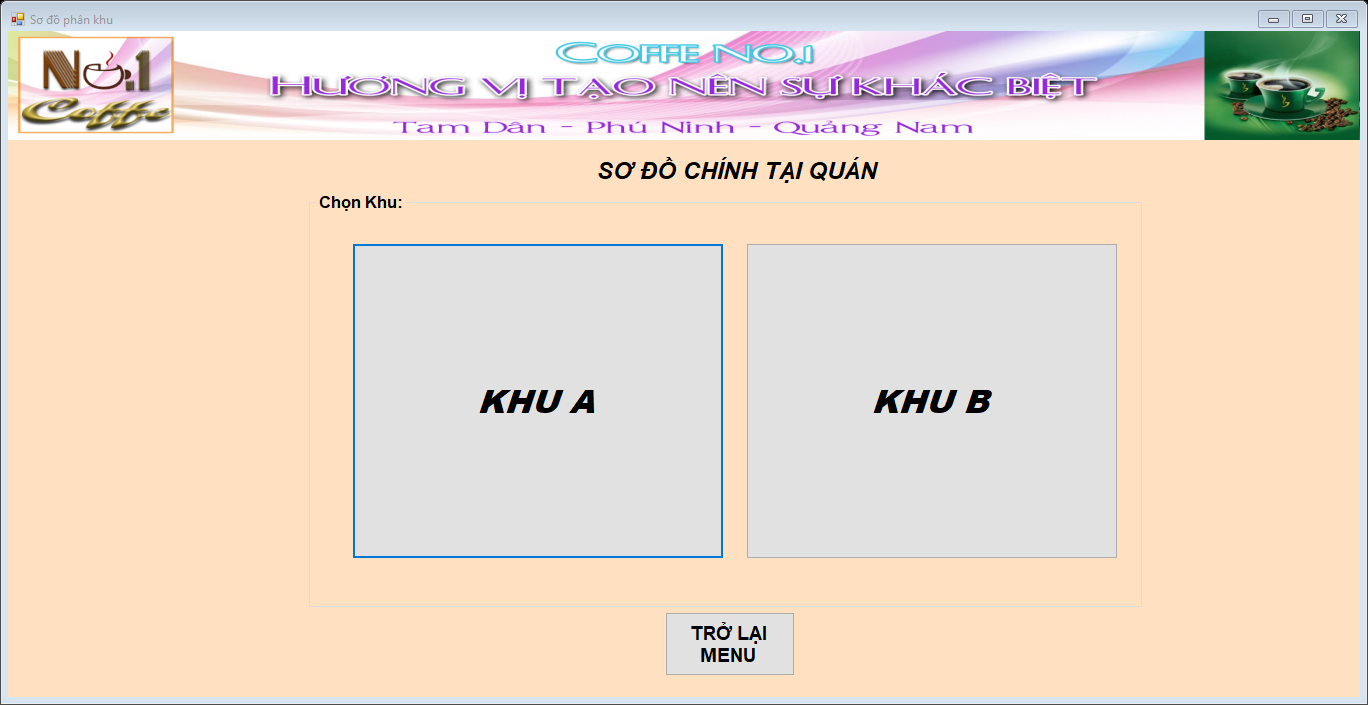 Sơ đồ phân khu
No.1
Coffe
COFFE NO.1
HƯƠNG VỊ TẠO NÊN SỰ KHÁC BIỆT
Tam Dân - Phú Ninh - Quảng Nam
SƠ ĐỒ CHÍNH TẠI QUÁN
Chọn Khu:
KHU A
KHU B
TRỞ LẠI
MENU